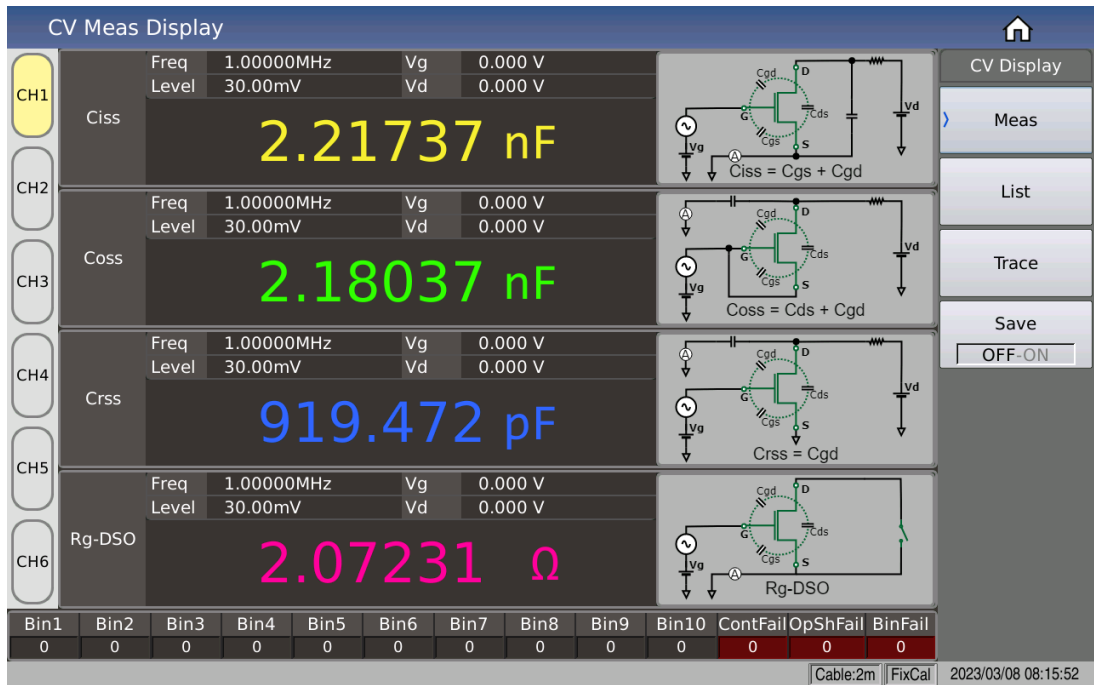 CV Meas Display
CV Display
CH1
CH2
CH3
CH4
CH5
CH6
Ciss
Freq 1.00000MHz Vg 0.000 V
Level 30.00mV Vd 0.000 V
2.21737 nF
Cgd
D
G
Cds
Cgs
S
Vg
Vd
A
Ciss = Cgs + Cgd
Coss
Freq 1.00000MHz Vg 0.000 V
Level 30.00mV Vd 0.000 V
2.18037 nF
A
Cgd
D
G
Cds
Cgs
S
Vg
Vd
Coss = Cds + Cgd
Crss
Freq 1.00000MHz Vg 0.000 V
Level 30.00mV Vd 0.000 V
919.472 pF
A
Cgd
D
G
Cds
Cgs
S
Vg
Vd
Crss = Cgd
Rg-DSO
Freq 1.00000MHz Vg 0.000 V
Level 30.00mV Vd 0.000 V
2.07231 Ω
Cgd
D
G
Cds
Cgs
S
Vg
A
Rg-DSO
Meas
List
Trace
Save
OFF-ON
Bin1 Bin2 Bin3 Bin4 Bin5 Bin6 Bin7 Bin8 Bin9 Bin10 ContFail OpShFail BinFail
0 0 0 0 0 0 0 0 0 0 0 0 0
Cable:2m FixCal 2023/03/08 08:15:52